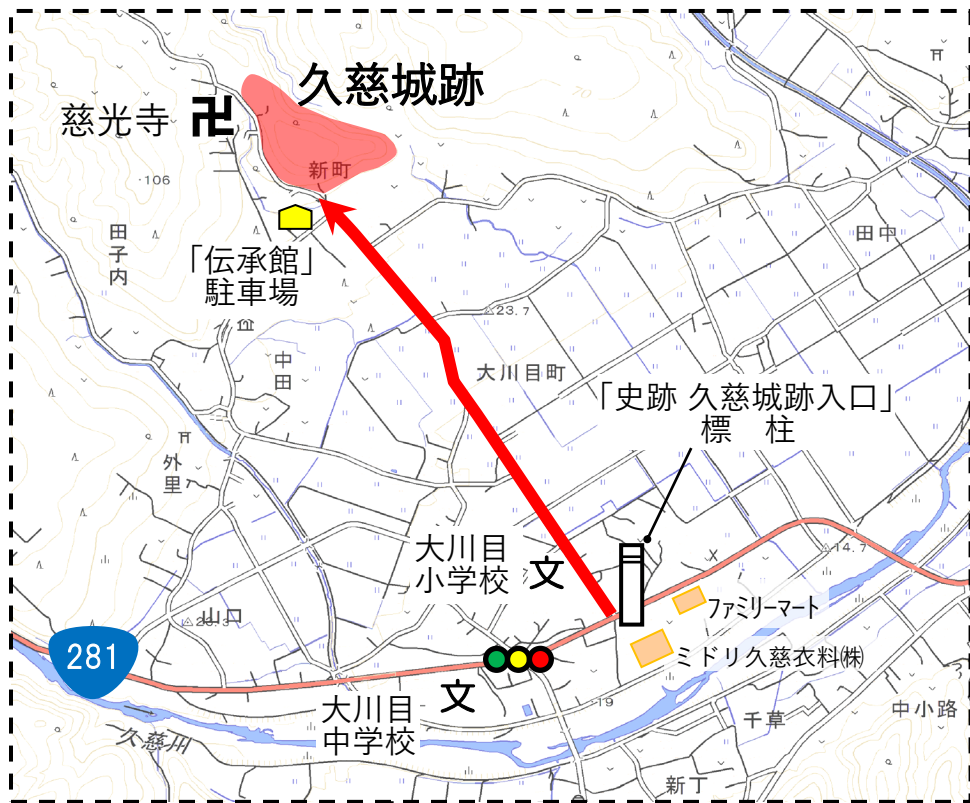 久慈城跡
慈光寺
70
新町
・106
田子内
「伝承館」
駐車場
田中
23.7
中田
大川目町
「史跡 久慈城跡入口」
標 柱
外里
大川目
小学校
文
14.7
ファミリーマート
山口
281
ミドリ久慈衣料㈱
文
大川目
中学校
19
中小路
千草
久慈川
新丁